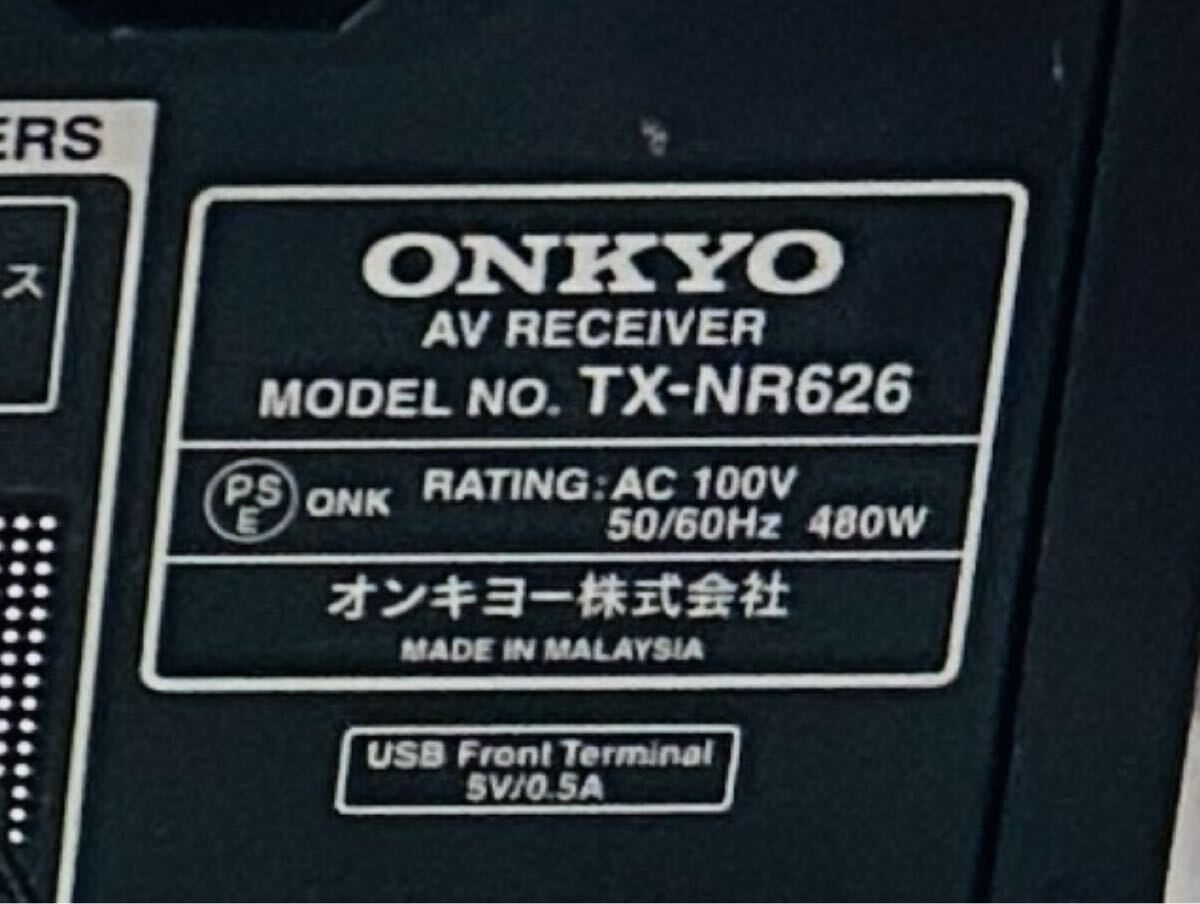 ERS
ス
ONKYO
AV RECEIVER
MODEL NO. TX-NR626
PSE ONK RATING: AC 100V
50/60Hz 480W
オンキヨー株式会社
MADE IN MALAYSIA
USB Front Terminal
5V/0.5A